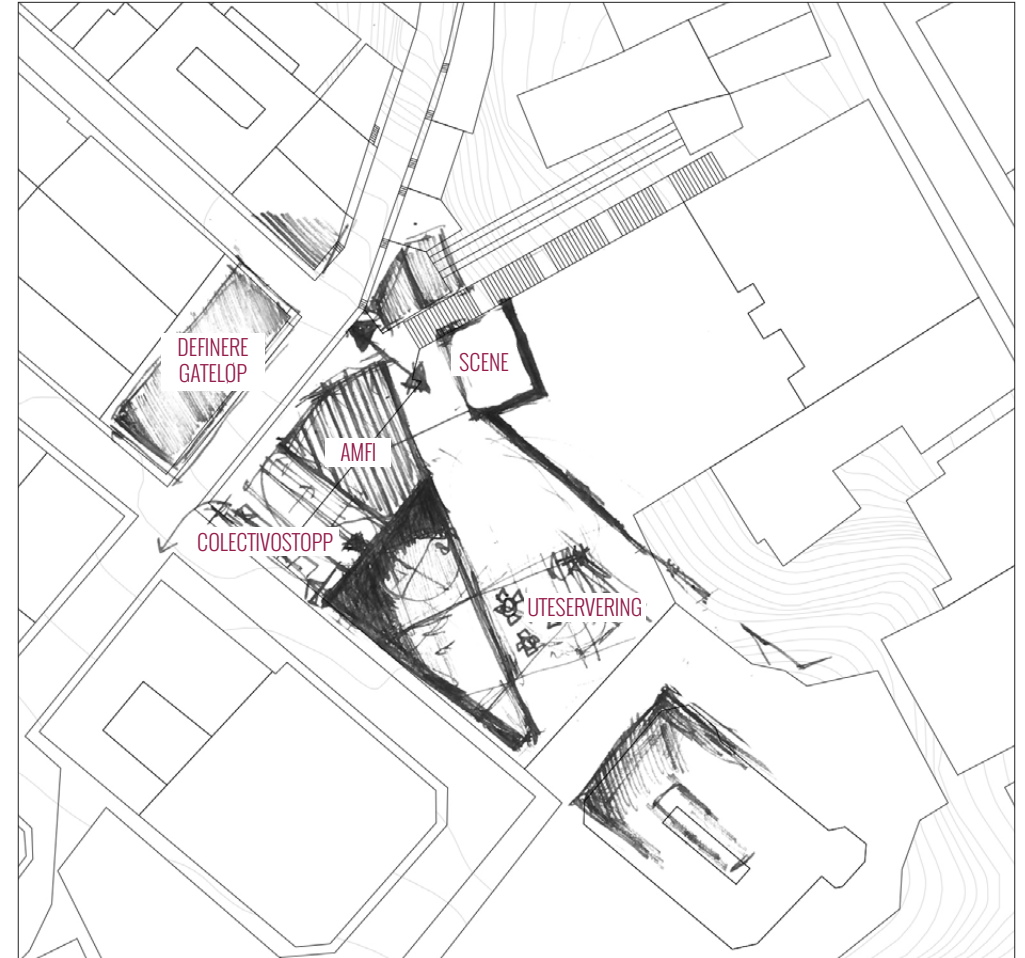 DEFINERE
GATELØP
SCENE
AMFI
COLECTIVOSTOPP
UTESERVERING